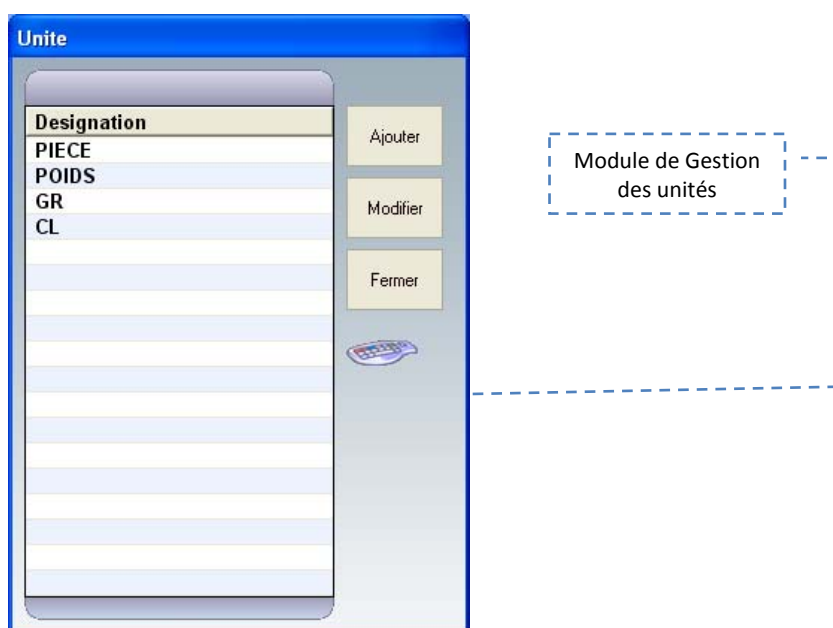 Unite
Designation
PIECE
POIDS
GR
CL
Ajouter
Modifier
Fermer
Module de Gestion
des unités